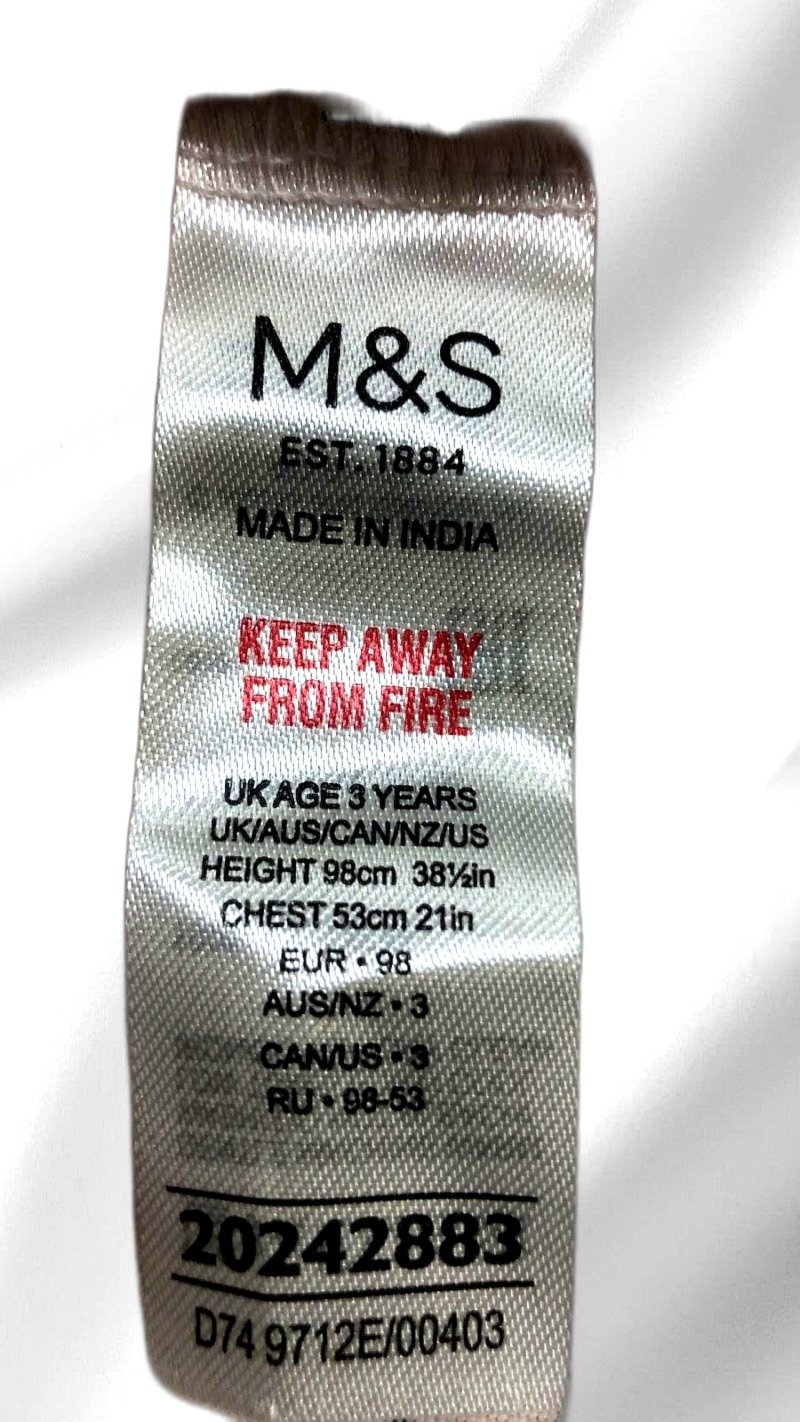 M&S
EST. 1884
MADE IN INDIA
KEEP AWAY
FROM FIRE
UK AGE 3 YEARS
UK/AUS/CAN/NZ/US
HEIGHT 98cm 38½in
CHEST 53cm 21in
EUR • 98
AUS/NZ • 3
CAN/US • 3
RU • 98-53
20242883
D74 9712E/00403